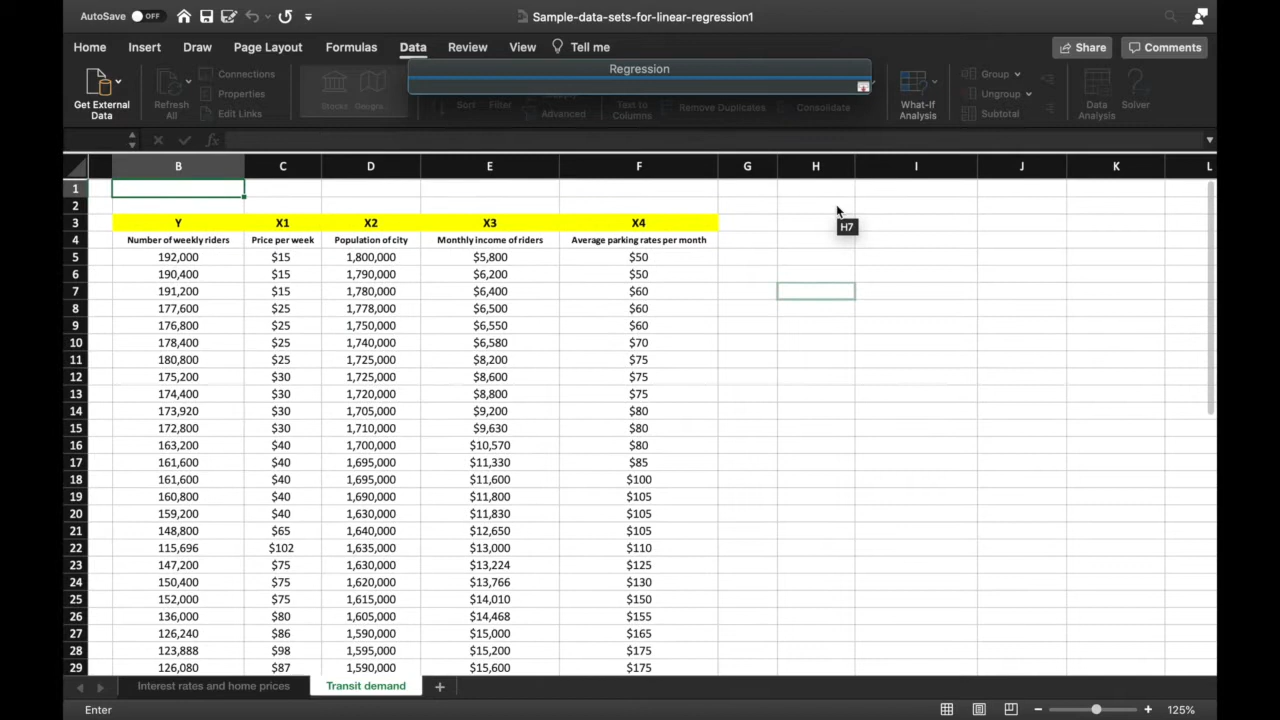 AutoSave OFF Sample-data-sets-for-linear-regression1
Home Insert Draw Page Layout Formulas Data Review View Tell me Share Comments
Regression
Get External Data
Refresh All
Connections
Properties
Edit Links
Stocks
Sort Filter
Advanced
Text to Columns
Remove Duplicates
Consolidate
What-If Analysis
Group
Ungroup
Subtotal
Data Analysis
Solver
fx
B C D E F G H I J K L
1
2
3 Y X1 X2 X3 X4
4 Number of weekly riders Price per week Population of city Monthly income of riders Average parking rates per month
5 192,000 $15 1,800,000 $5,800 $50
6 190,400 $15 1,790,000 $6,200 $50
7 191,200 $15 1,780,000 $6,400 $60
8 177,600 $25 1,778,000 $6,500 $60
9 176,800 $25 1,750,000 $6,550 $60
10 178,400 $25 1,740,000 $6,580 $70
11 180,800 $25 1,725,000 $8,200 $75
12 175,200 $30 1,725,000 $8,600 $75
13 174,400 $30 1,720,000 $8,800 $75
14 173,920 $30 1,705,000 $9,200 $80
15 172,800 $30 1,710,000 $9,630 $80
16 163,200 $40 1,700,000 $10,570 $80
17 161,600 $40 1,695,000 $11,330 $85
18 161,600 $40 1,695,000 $11,600 $100
19 160,800 $40 1,690,000 $11,800 $105
20 159,200 $40 1,630,000 $11,830 $105
21 148,800 $65 1,640,000 $12,650 $105
22 115,696 $102 1,635,000 $13,000 $110
23 147,200 $75 1,630,000 $13,224 $125
24 150,400 $75 1,620,000 $13,766 $130
25 152,000 $75 1,615,000 $14,010 $150
26 136,000 $80 1,605,000 $14,468 $155
27 126,240 $86 1,590,000 $15,000 $165
28 123,888 $98 1,595,000 $15,200 $175
29 126,080 $87 1,590,000 $15,600 $175
H7
Interest rates and home prices Transit demand
Enter 125%